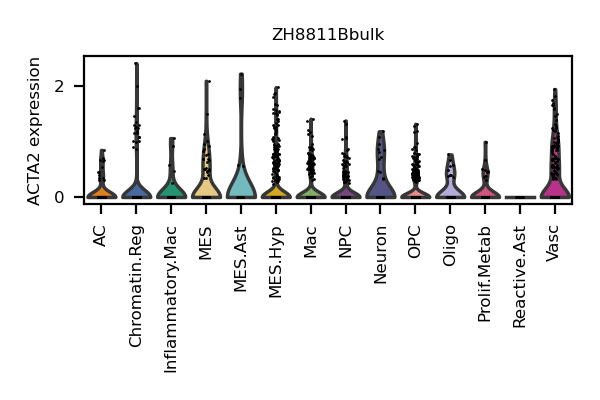 ZH8811Bbulk
ACTA2 expression
2
0
AC
Chromatin.Reg
Inflammatory.Mac
MES
MES.Ast
MES.Hyp
Mac
NPC
Neuron
OPC
Oligo
Prolif.Metab
Reactive.Ast
Vasc